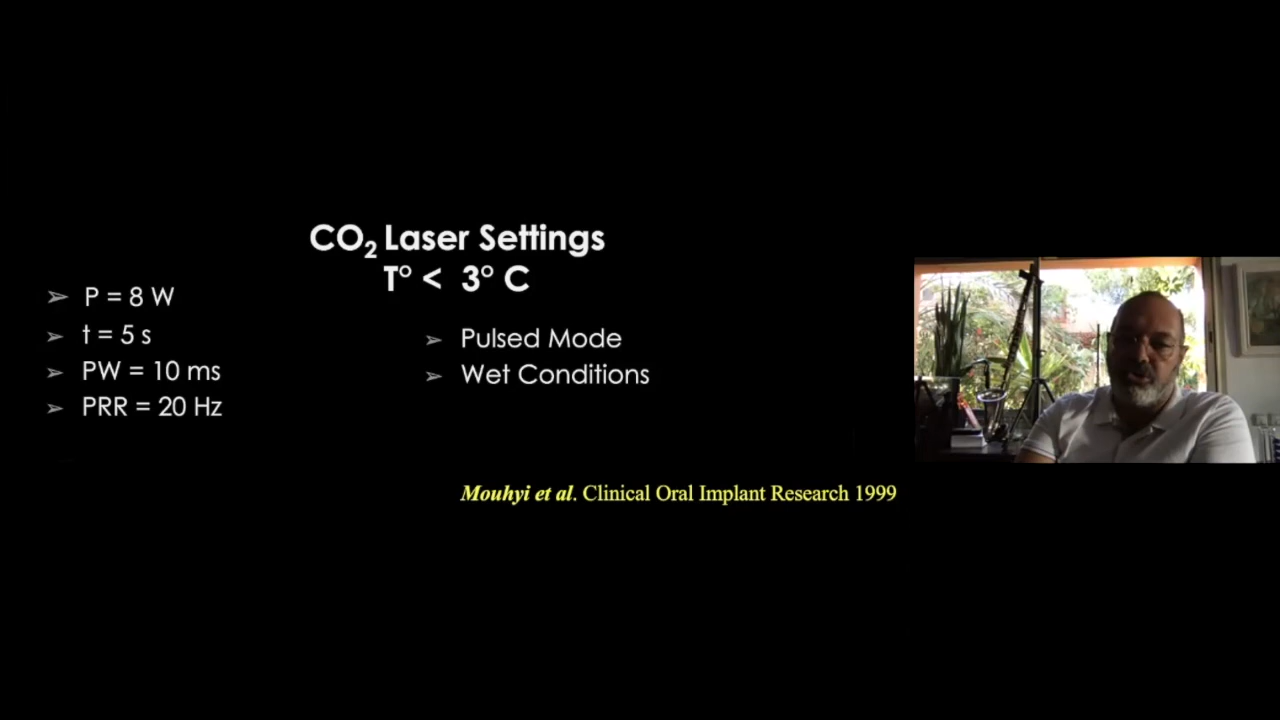 CO₂ Laser Settings
T° < 3° C
➢ P = 8 W
➢ t = 5 s
➢ PW = 10 ms
➢ PRR = 20 Hz
➢ Pulsed Mode
➢ Wet Conditions
Mouhyi et al. Clinical Oral Implant Research 1999